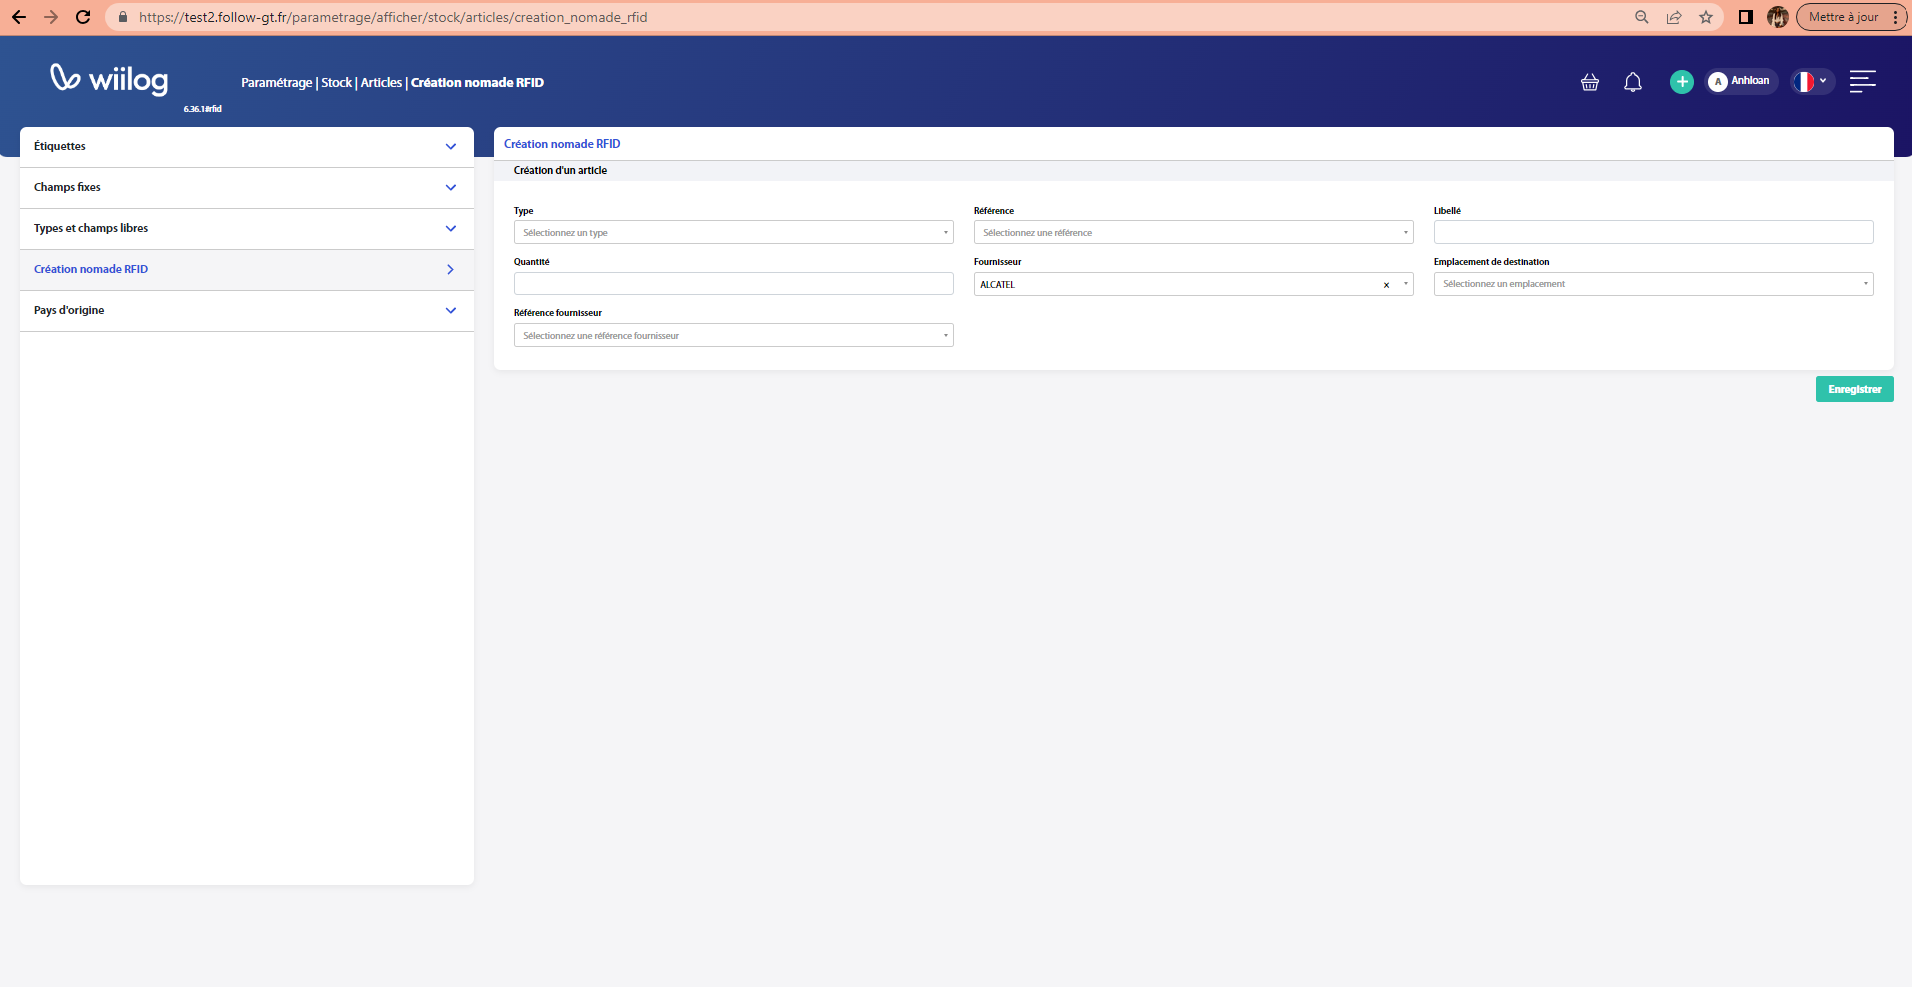 https://test2.follow-gt.fr/parametrage/afficher/stock/articles/creation_nomade_rfid
Mettre à jour
wiilog
6.36.1#rfid
Paramétrage | Stock | Articles | Création nomade RFID
A Anhloan
Étiquettes
Champs fixes
Types et champs libres
Création nomade RFID
Pays d'origine
Création nomade RFID
Création d'un article
Type
Référence
Libellé
Sélectionnez un type
Sélectionnez une référence
Quantité
Fournisseur
Emplacement de destination
ALCATEL
×
Sélectionnez un emplacement
Référence fournisseur
Sélectionnez une référence fournisseur
Enregistrer